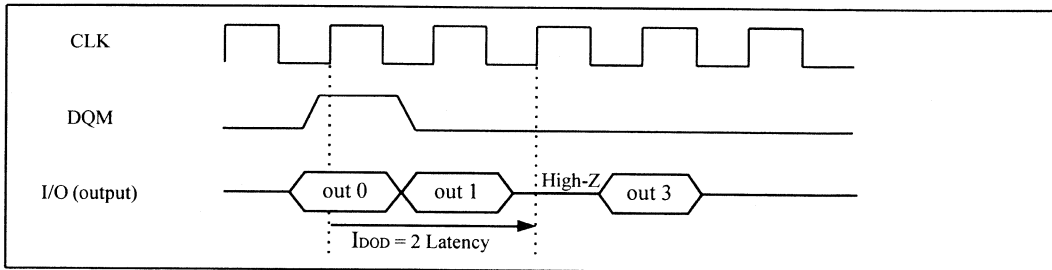 CLK
DQM
I/O (output)
out 0
out 1
High-Z
out 3
IDOD = 2 Latency